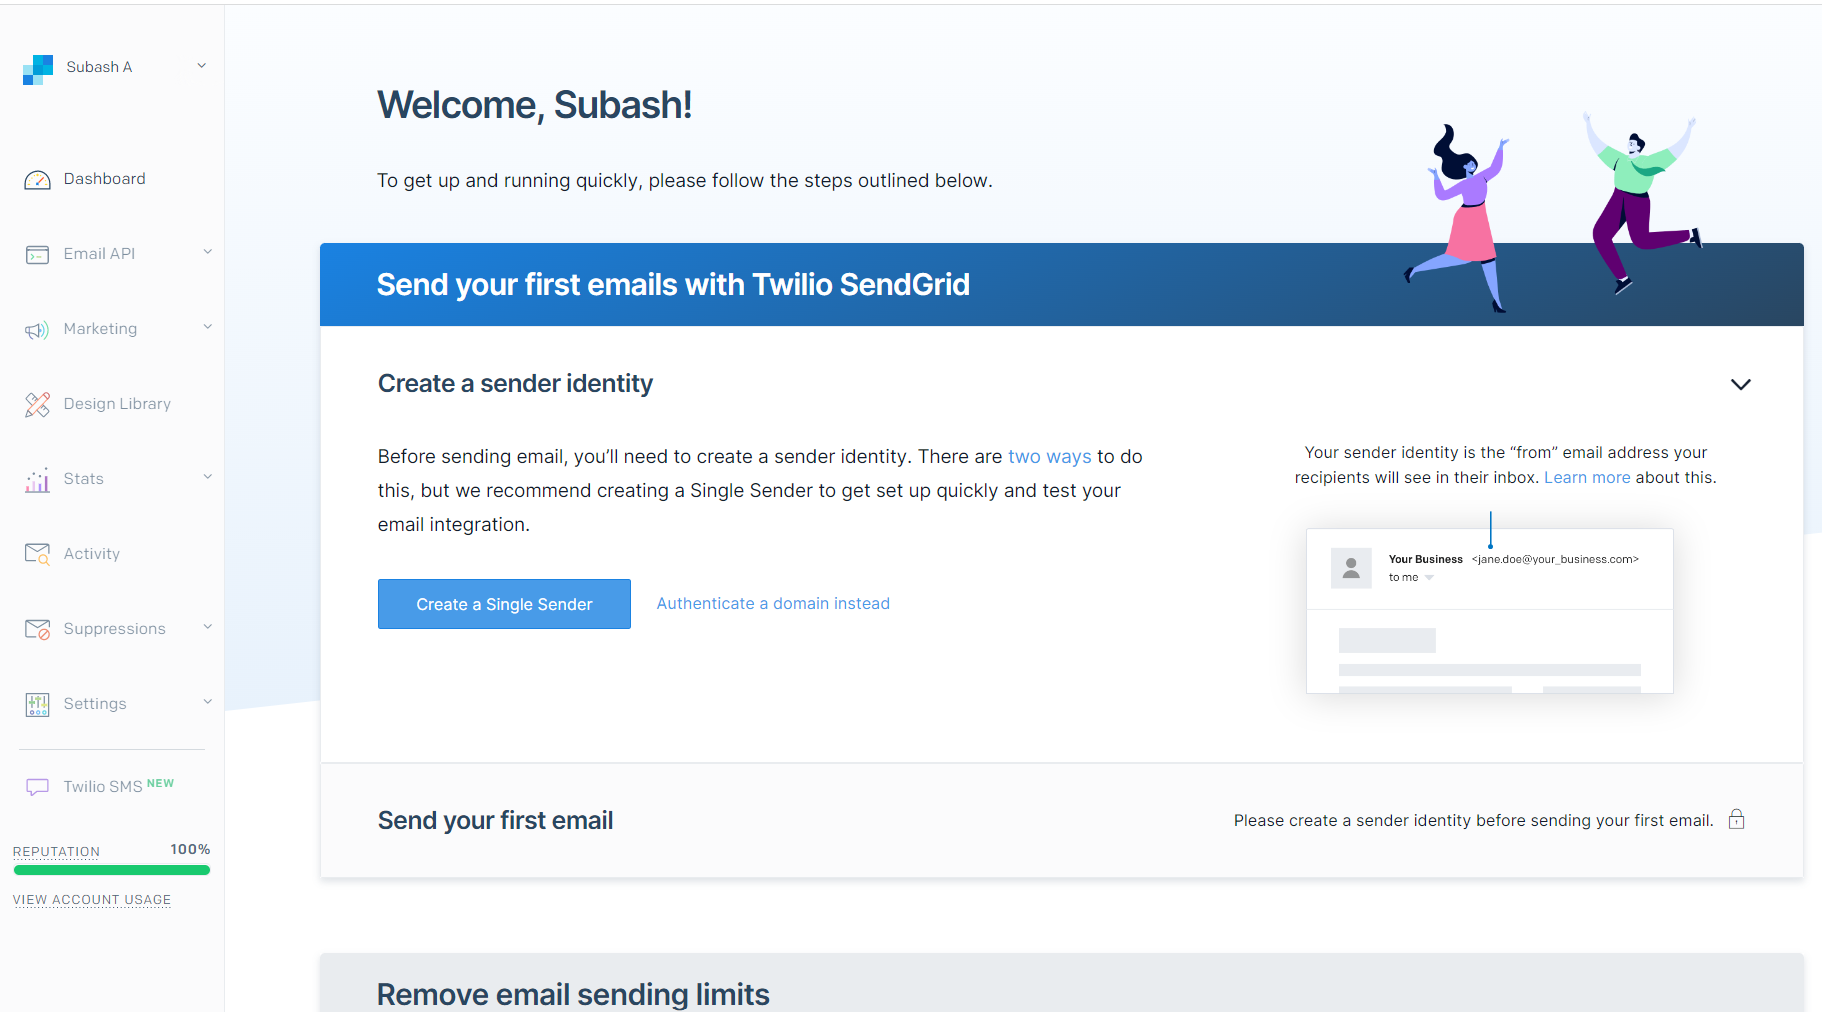 Subash A
Dashboard
Email API
Marketing
Design Library
Stats
Activity
Suppressions
Settings
Twilio SMS NEW
REPUTATION 100%
VIEW ACCOUNT USAGE
Welcome, Subash!
To get up and running quickly, please follow the steps outlined below.
Send your first emails with Twilio SendGrid
Create a sender identity
Before sending email, you’ll need to create a sender identity. There are two ways to do
this, but we recommend creating a Single Sender to get set up quickly and test your
email integration.
Create a Single Sender
Authenticate a domain instead
Your sender identity is the “from” email address your
recipients will see in their inbox. Learn more about this.
Your Business <jane.doe@your_business.com>
to me
Send your first email
Please create a sender identity before sending your first email.
Remove email sending limits